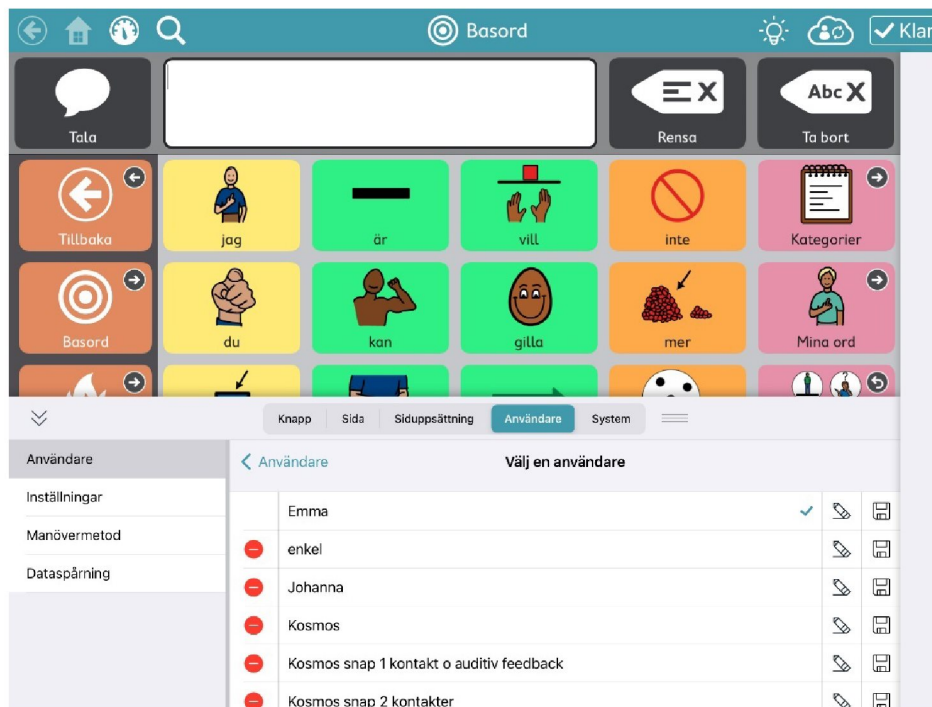 Basord
Klar
Tala
Rensa
Abc X
Ta bort
Tillbaka
jag
är
vill
inte
Kategorier
Basord
du
kan
gilla
mer
Mina ord
Knapp Sida Siduppsättning Användare System
Användare
Inställningar
Manövermetod
Dataspårning
Användare
Välj en användare
Emma
enkel
Johanna
Kosmos
Kosmos snap 1 kontakt o auditiv feedback
Kosmos snap 2 kontakter